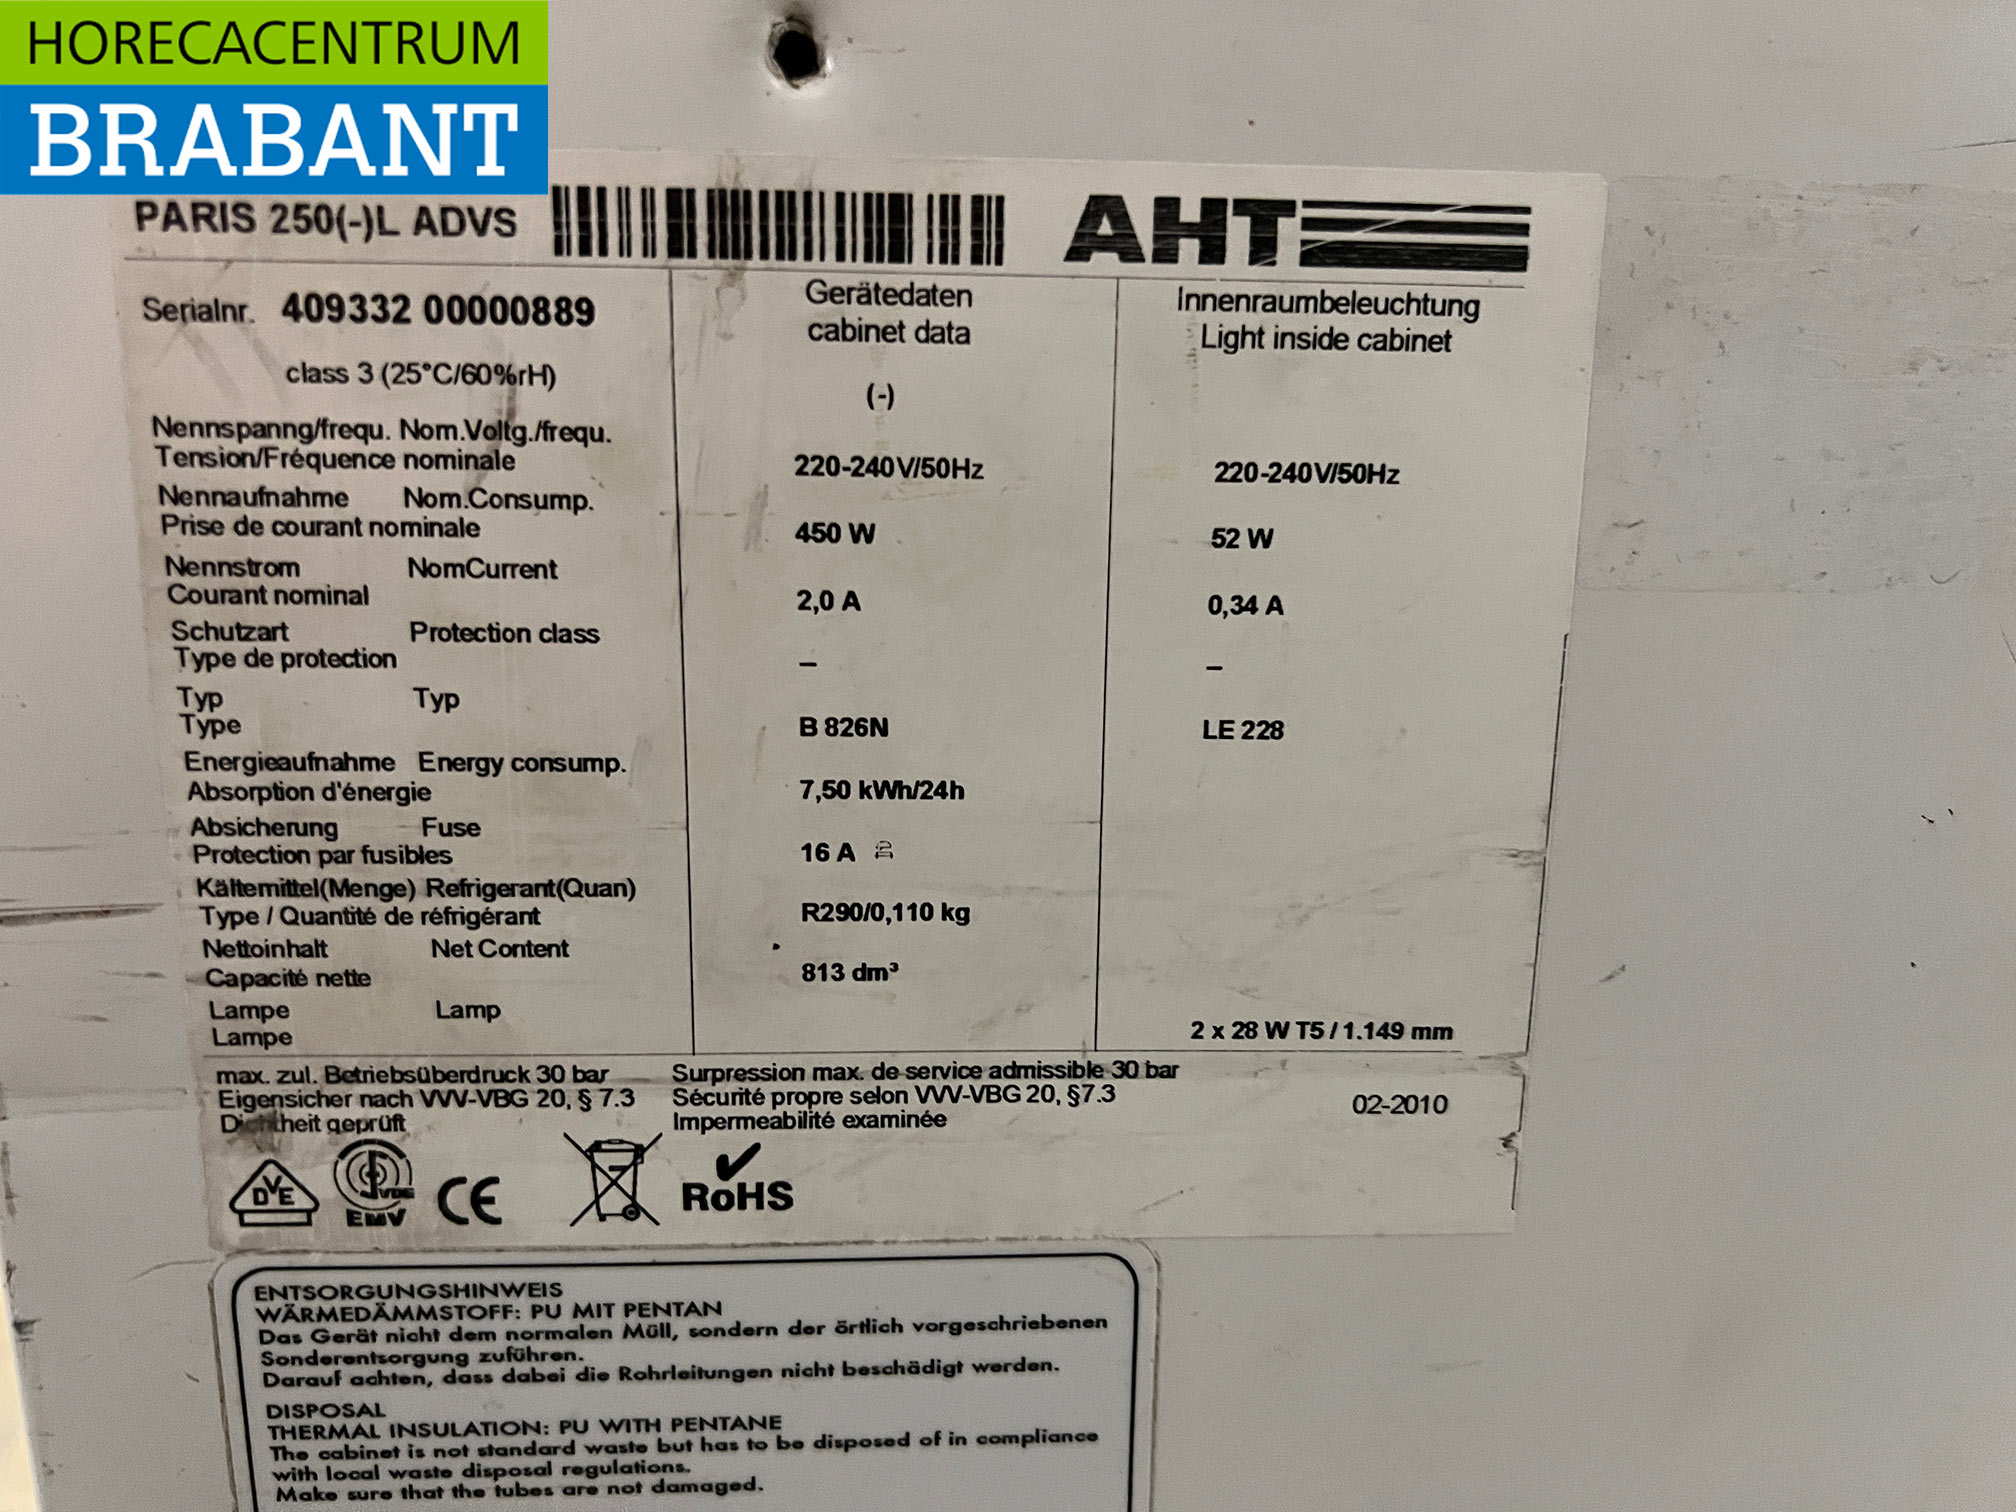 HORECACENTRUM
BRABANT
PARIS 250(-)L ADVS
AHT
Serialnr. 409332 00000889
class 3 (25°C/60%rH)
Gerätedaten
cabinet data
(-)
Innenraumbeleuchtung
Light inside cabinet
Nennspanng/frequ. Nom.Voltg./frequ.
Tension/Fréquence nominale 220-240V/50Hz 220-240V/50Hz
Nennaufnahme Nom.Consump.
Prise de courant nominale 450 W 52 W
Nennstrom NomCurrent
Courant nominal 2,0 A 0,34 A
Schutzart Protection class
Type de protection – –
Typ Typ
Type B 826N LE 228
Energieaufnahme Energy consump.
Absorption d'énergie 7,50 kWh/24h
Absicherung Fuse
Protection par fusibles 16 A
Kältemittel(Menge) Refrigerant(Quan)
Type / Quantité de réfrigérant R290/0,110 kg
Nettoinhalt Net Content
Capacité nette 813 dm³
Lampe Lamp
Lampe 2 x 28 W T5 / 1.149 mm
max. zul. Betriebsüberdruck 30 bar
Eigensicher nach VVV-VBG 20, § 7.3
Dichtheit geprüft
Surpression max. de service admissible 30 bar
Sécurité propre selon VVV-VBG 20, §7.3
Impermeabilité examinée
02-2010
DVE
VDE
EMV
CE
RoHS
ENTSORGUNGSHINWEIS
WÄRMEDÄMMSTOFF: PU MIT PENTAN
Das Gerät nicht dem normalen Müll, sondern der örtlich vorgeschriebenen
Sonderentsorgung zuführen.
Darauf achten, dass dabei die Rohrleitungen nicht beschädigt werden.
DISPOSAL
THERMAL INSULATION: PU WITH PENTANE
The cabinet is not standard waste but has to be disposed of in compliance
with local waste disposal regulations.
Make sure that the tubes are not damaged.